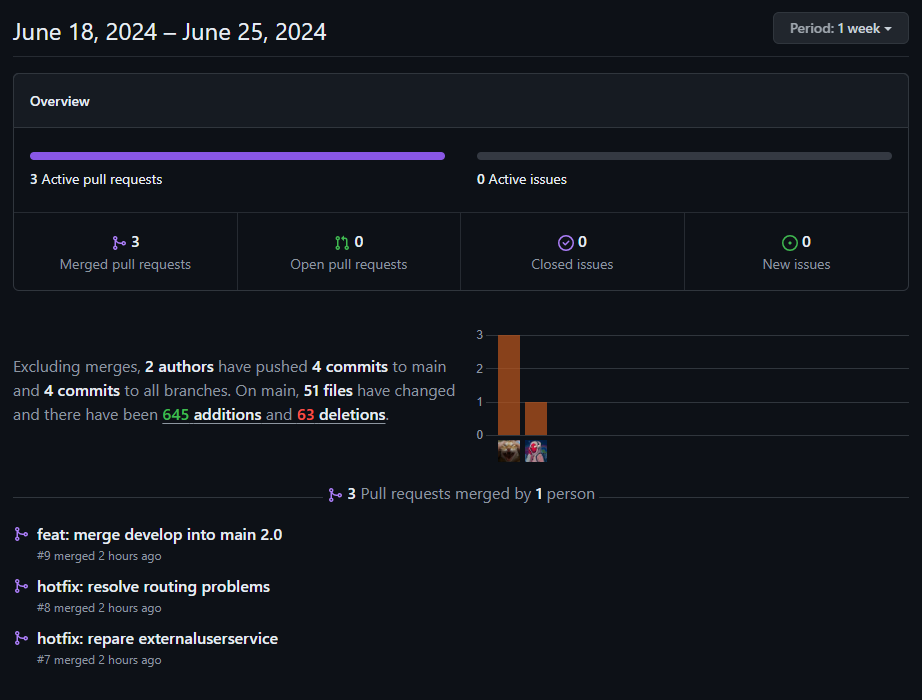 June 18, 2024 – June 25, 2024
Period: 1 week
Overview
3 Active pull requests
0 Active issues
3
Merged pull requests
0
Open pull requests
0
Closed issues
0
New issues
Excluding merges, 2 authors have pushed 4 commits to main
and 4 commits to all branches. On main, 51 files have changed
and there have been 645 additions and 63 deletions.
3
2
1
0
3 Pull requests merged by 1 person
feat: merge develop into main 2.0
#9 merged 2 hours ago
hotfix: resolve routing problems
#8 merged 2 hours ago
hotfix: repare externaluserservice
#7 merged 2 hours ago